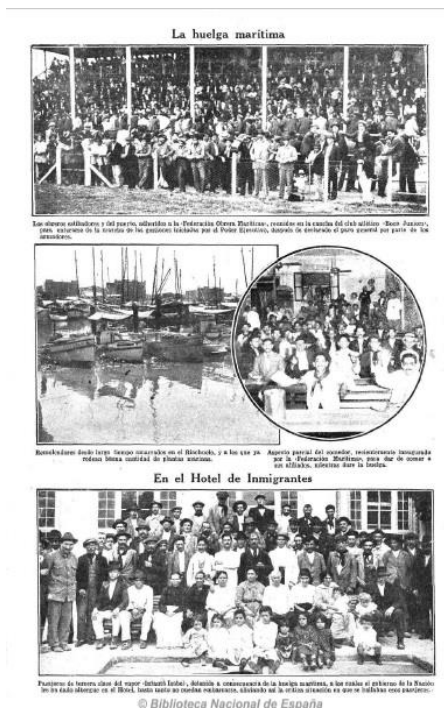 La huelga marítima
Los obreros estibadores y del puerto, adheridos a la «Federación Obrera Marítima», reunidos en la cancha del club atlético «Boca Juniors»,
para enterarse de la marcha de las gestiones iniciadas por el Poder Ejecutivo, después de declarado el paro general por parte de los
armadores.
Remolcadores desde largo tiempo amarrados en el Riachuelo, y a los que ya
rodean buena cantidad de plantas marinas.
Aspecto parcial del comedor, recientemente inaugurado
por la «Federación Marítima», para dar de comer a
sus afiliados, mientras dure la huelga.
En el Hotel de Inmigrantes
Pasajeros de tercera clase del vapor «Infanta Isabel», detenido a consecuencia de la huelga marítima, a los cuales el gobierno de la Nación
les ha dado albergue en el Hotel, hasta tanto no puedan embarcarse, aliviando así la crítica situación en que se hallaban esos pasajeros.
© Biblioteca Nacional de España